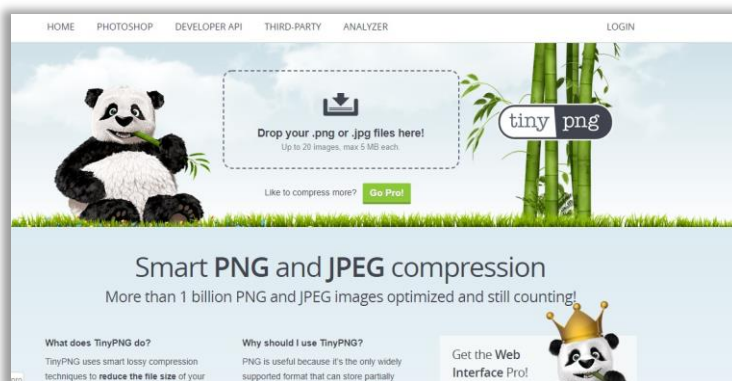 HOME PHOTOSHOP DEVELOPER API THIRD-PARTY ANALYZER LOGIN
Drop your .png or .jpg files here!
Up to 20 images, max 5 MB each.
tiny png
Like to compress more? Go Pro!
Smart PNG and JPEG compression
More than 1 billion PNG and JPEG images optimized and still counting!
What does TinyPNG do?
TinyPNG uses smart lossy compression
techniques to reduce the file size of your
Why should I use TinyPNG?
PNG is useful because it's the only widely
supported format that can store partially
Get the Web
Interface Pro!